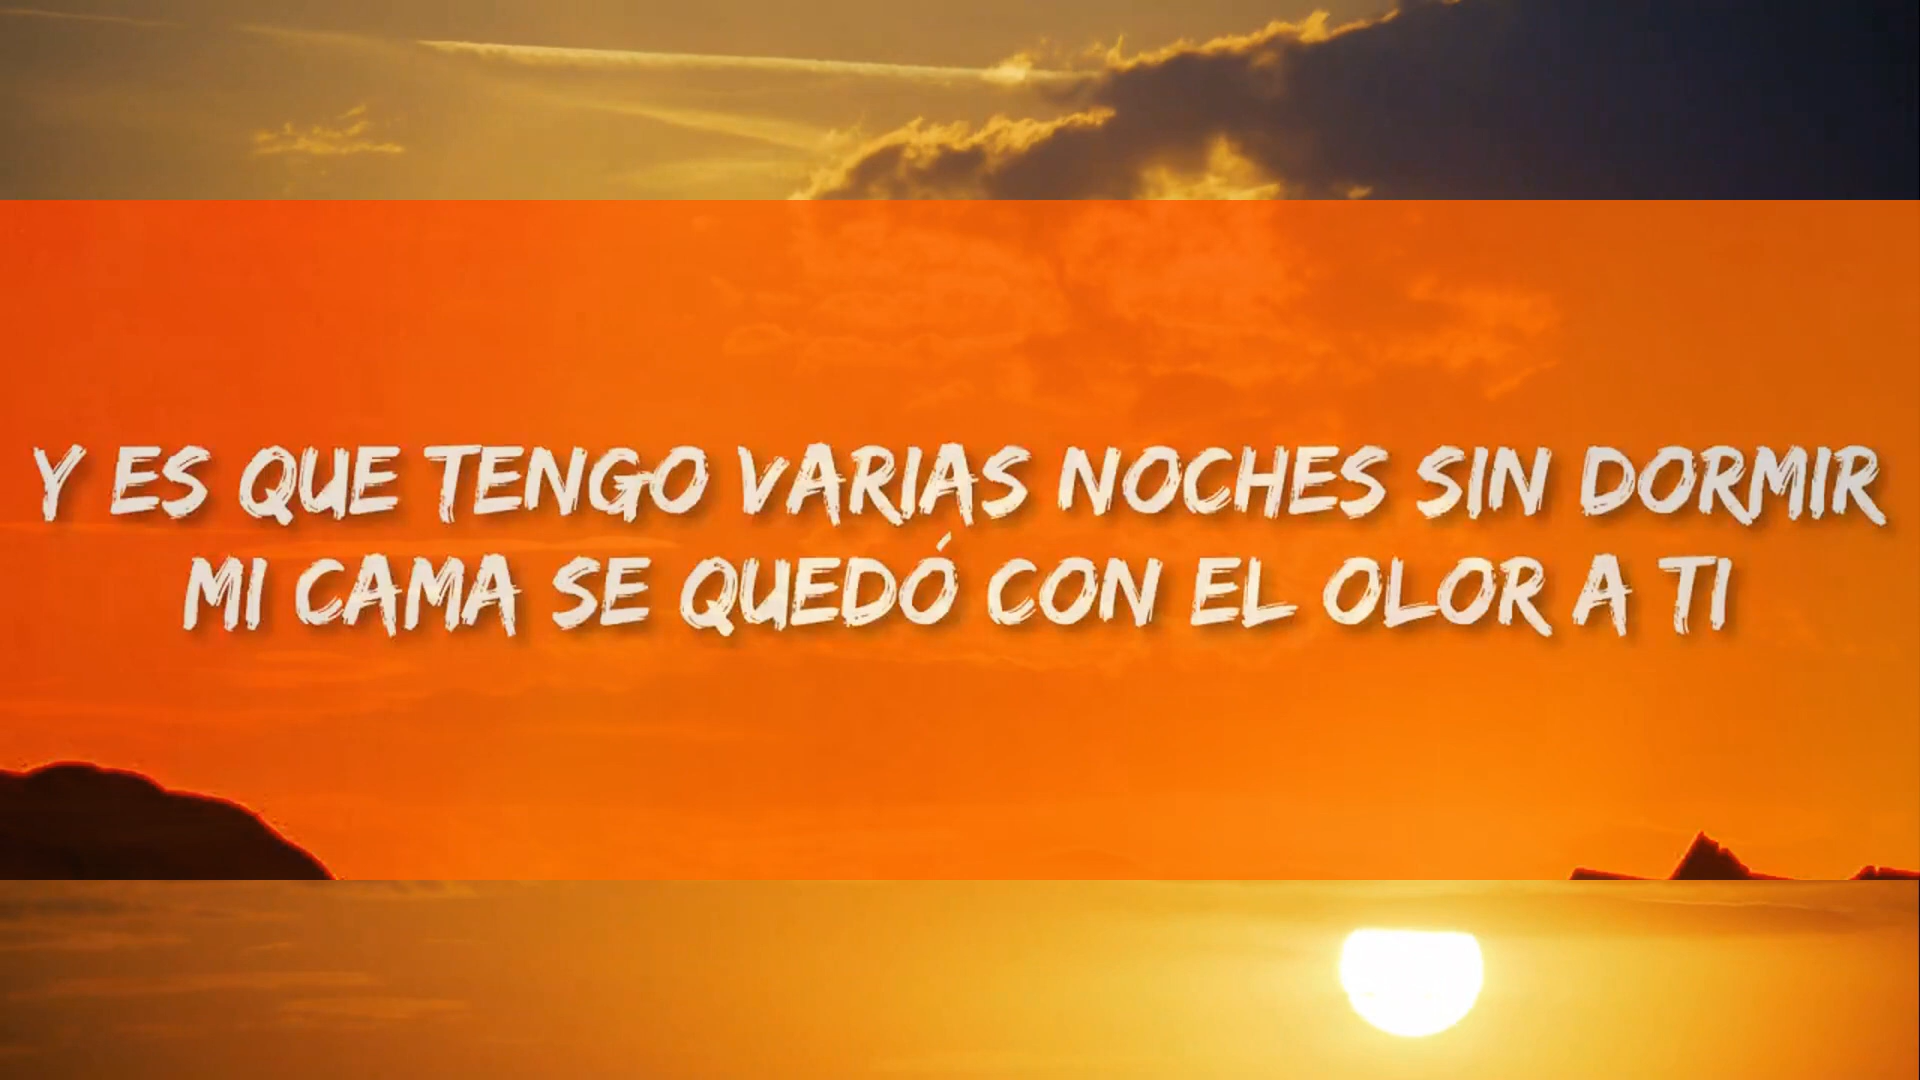 Y ES QUE TENGO VARIAS NOCHES SIN DORMIR
MI CAMA SE QUEDÓ CON EL OLOR A TI